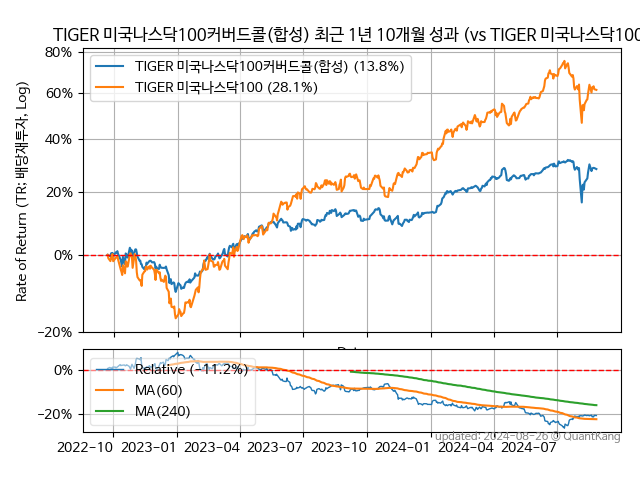 TIGER 미국나스닥100커버드콜(합성) 최근 1년 10개월 성과 (vs TIGER 미국나스닥100
Rate of Return (TR: 배당재투자, Log)
80%
60%
40%
20%
0%
−20%
TIGER 미국나스닥100커버드콜(합성) (13.8%)
TIGER 미국나스닥100 (28.1%)
0%
−20%
Relative (−11.2%)
MA(60)
MA(240)
2022−10 2023−01 2023−04 2023−07 2023−10 2024−01 2024−04 2024−07
updated: 2024-08-26 @ QuantKang